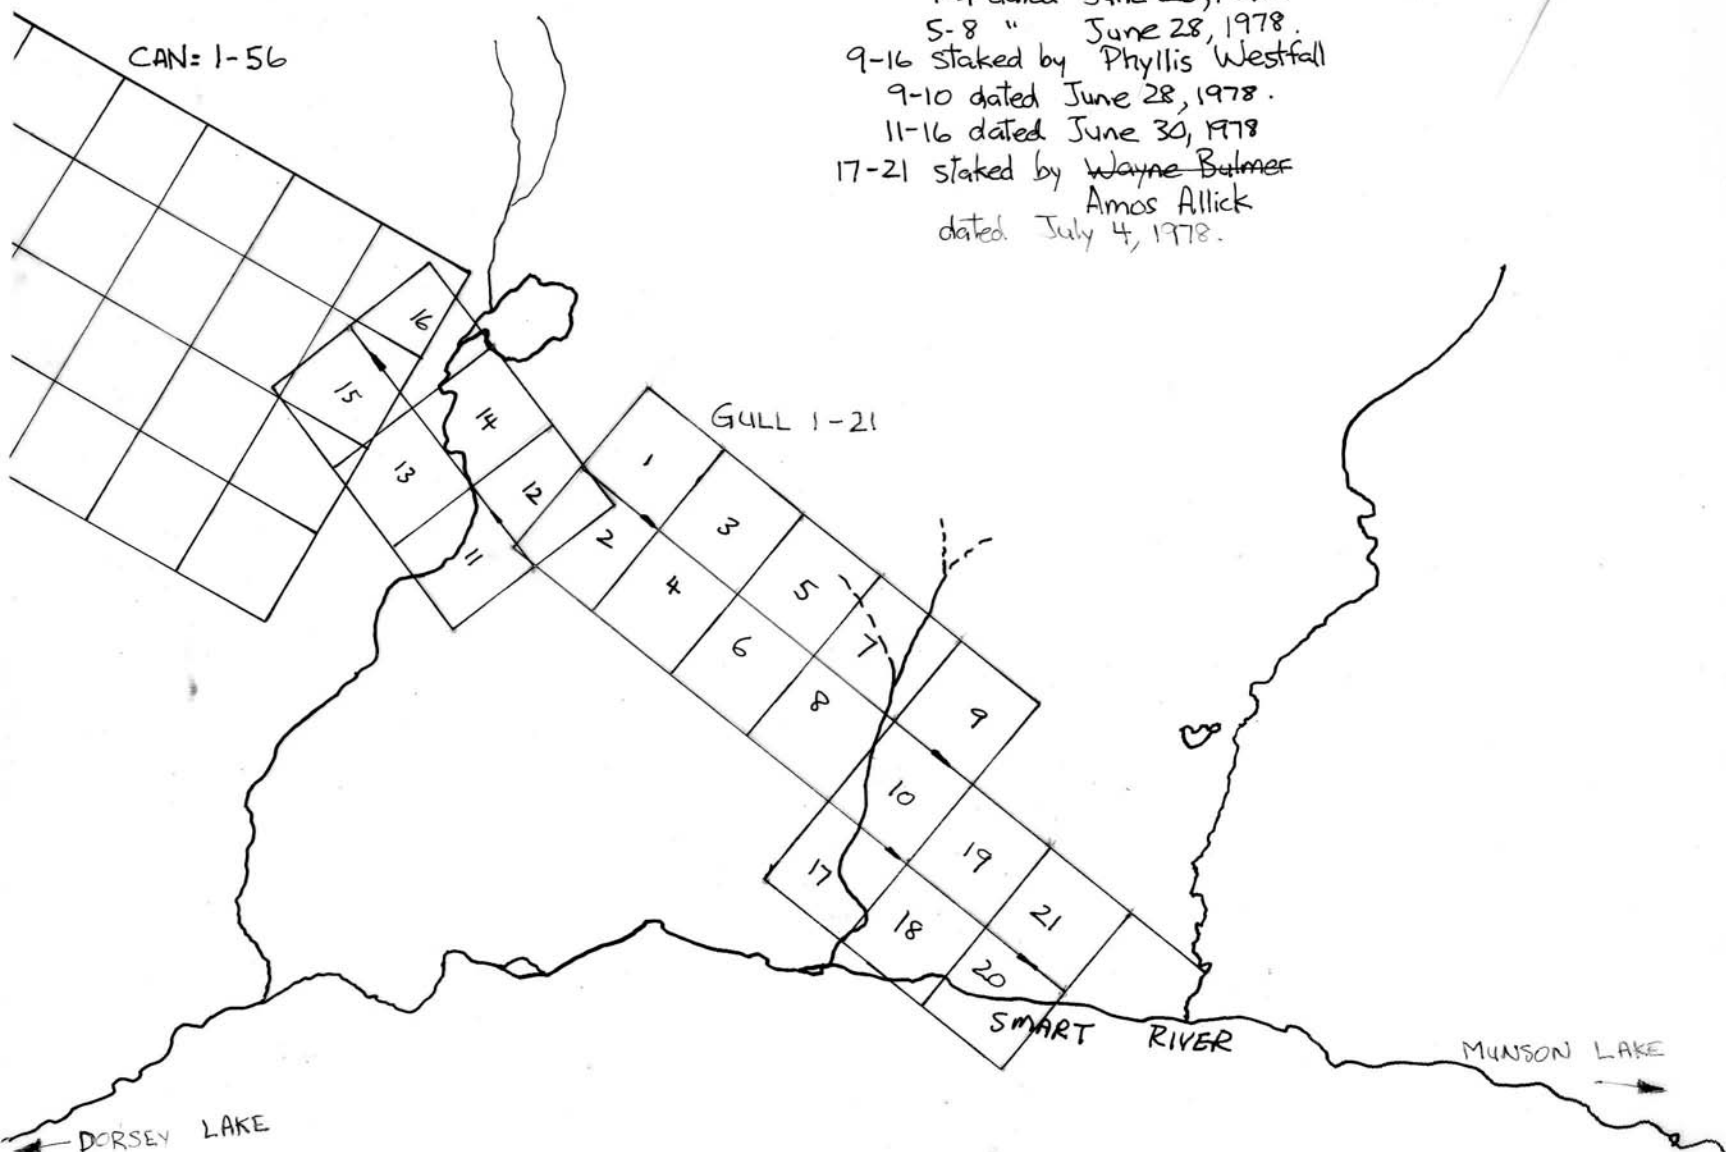 dated June
5-8 " June 28, 1978.
CAN: 1-56
9-16 staked by Phyllis Westfall
9-10 dated June 28, 1978.
11-16 dated June 30, 1978
17-21 staked by Wayne Bulmer
Amos Allick
dated July 4, 1978.
16
15
14
13
12
11
GULL 1-21
1
2
3
4
5
6
7
8
9
10
17
18
19
20
21
SMART RIVER
MUNSON LAKE
DORSEY LAKE